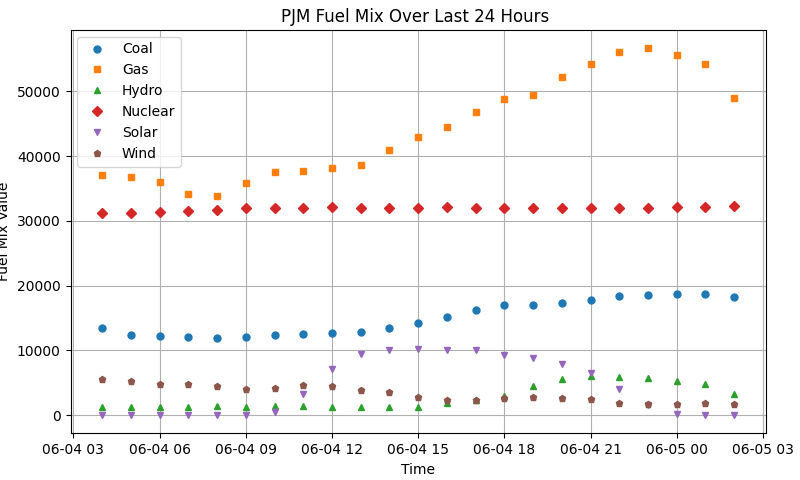 PJM Fuel Mix Over Last 24 Hours
Coal
Gas
Hydro
Nuclear
Solar
Wind
50000
40000
30000
20000
10000
0
Fuel Mix Value
06-04 03 06-04 06 06-04 09 06-04 12 06-04 15 06-04 18 06-04 21 06-05 00 06-05 03
Time